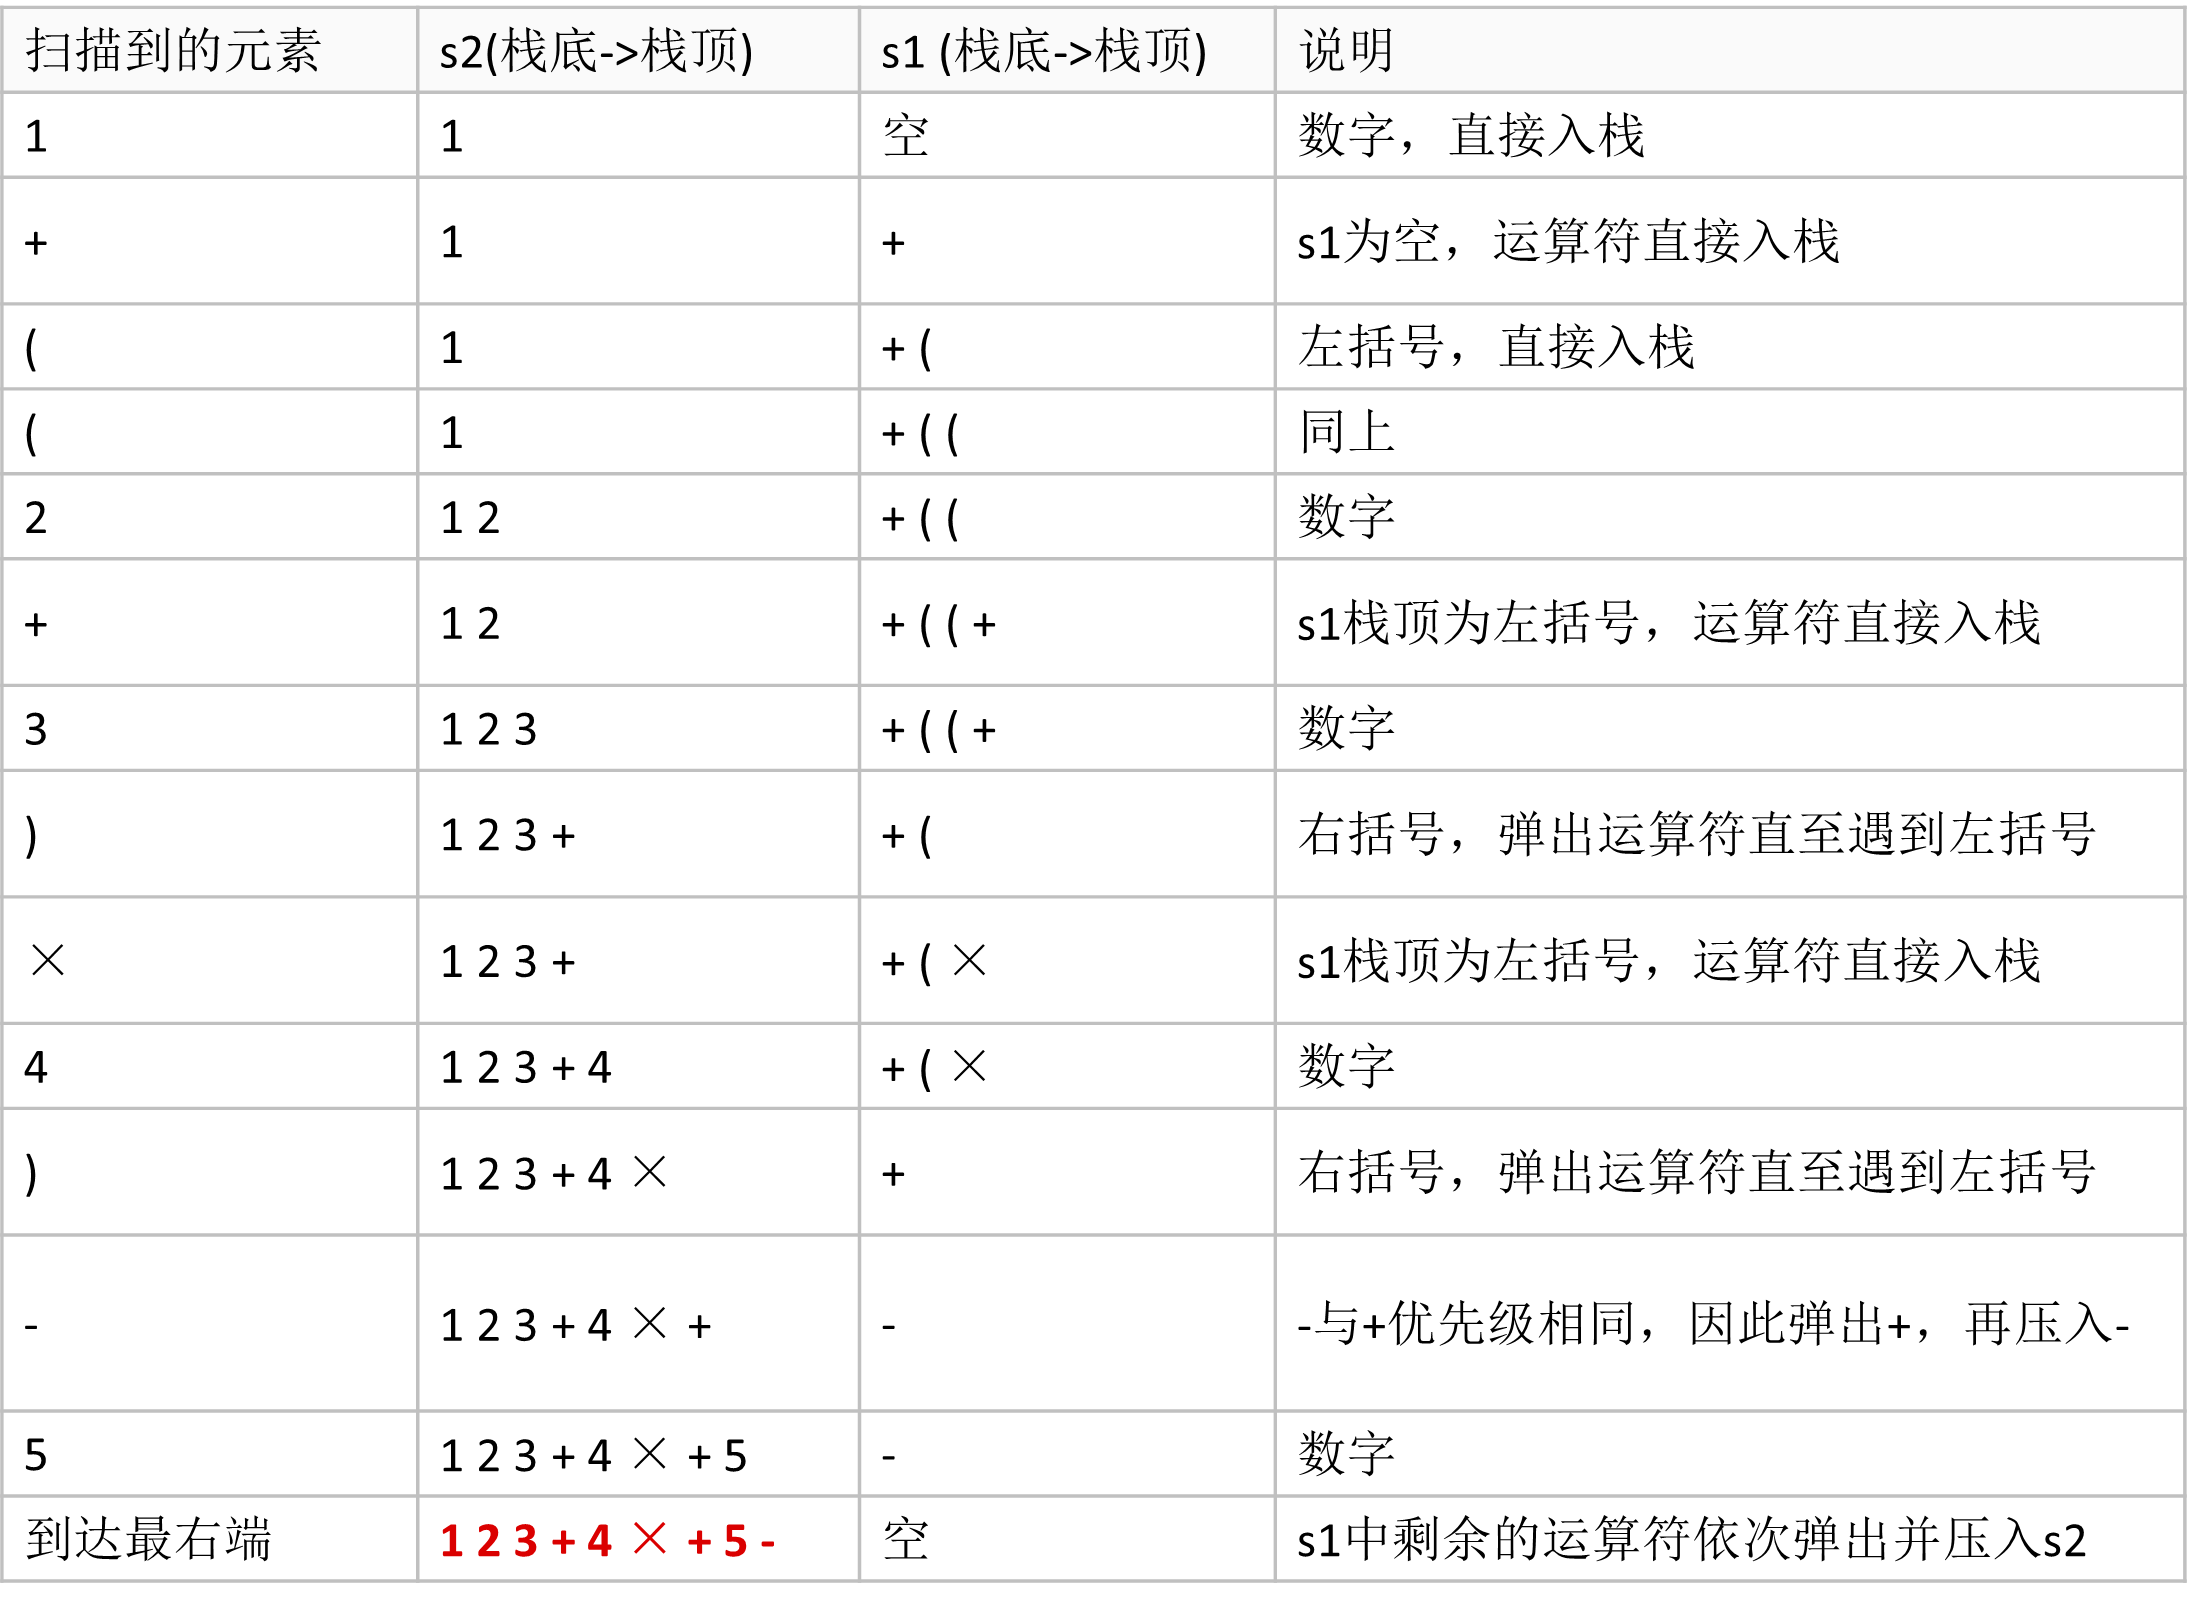 扫描到的元素 s2(栈底->栈顶) s1 (栈底->栈顶) 说明
1 1 空 数字，直接入栈
+ 1 + s1为空，运算符直接入栈
( 1 + ( 左括号，直接入栈
( 1 + ( ( 同上
2 1 2 + ( ( 数字
+ 1 2 + ( ( + s1栈顶为左括号，运算符直接入栈
3 1 2 3 + ( ( + 数字
) 1 2 3 + + ( 右括号，弹出运算符直至遇到左括号
× 1 2 3 + + ( × s1栈顶为左括号，运算符直接入栈
4 1 2 3 + 4 + ( × 数字
) 1 2 3 + 4 × + 右括号，弹出运算符直至遇到左括号
- 1 2 3 + 4 × + - -与+优先级相同，因此弹出+，再压入-
5 1 2 3 + 4 × + 5 - 数字
到达最右端 1 2 3 + 4 × + 5 - 空 s1中剩余的运算符依次弹出并压入s2